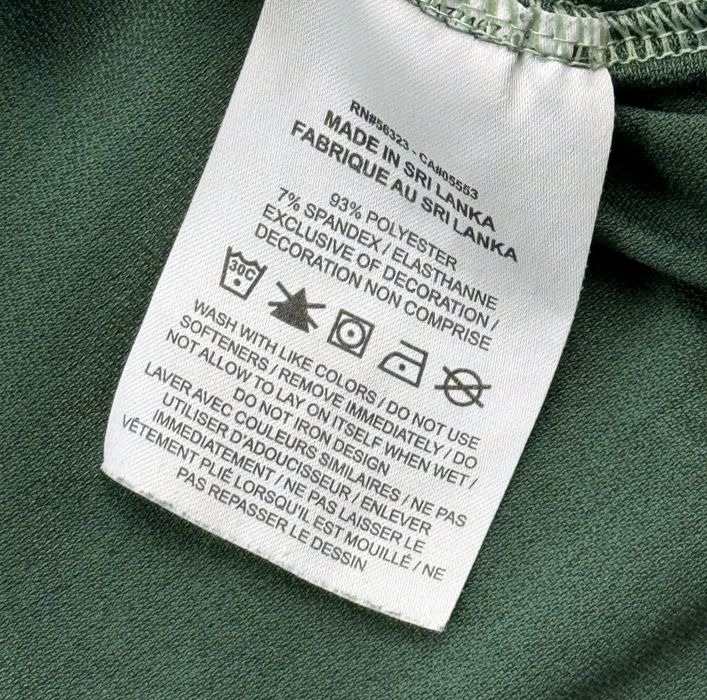 RN#56323 - CA#05553
MADE IN SRI LANKA
FABRIQUE AU SRI LANKA
93% POLYESTER
7% SPANDEX / ELASTHANNE
EXCLUSIVE OF DECORATION /
DECORATION NON COMPRISE
30C
WASH WITH LIKE COLORS / DO NOT USE
SOFTENERS / REMOVE IMMEDIATELY / DO
NOT ALLOW TO LAY ON ITSELF WHEN WET /
DO NOT IRON DESIGN
LAVER AVEC COULEURS SIMILAIRES / NE PAS
UTILISER D'ADOUCISSEUR / ENLEVER
IMMEDIATEMENT / NE PAS LAISSER LE
VÊTEMENT PLIÉ LORSQU'IL EST MOUILLÉ / NE
PAS REPASSER LE DESSIN